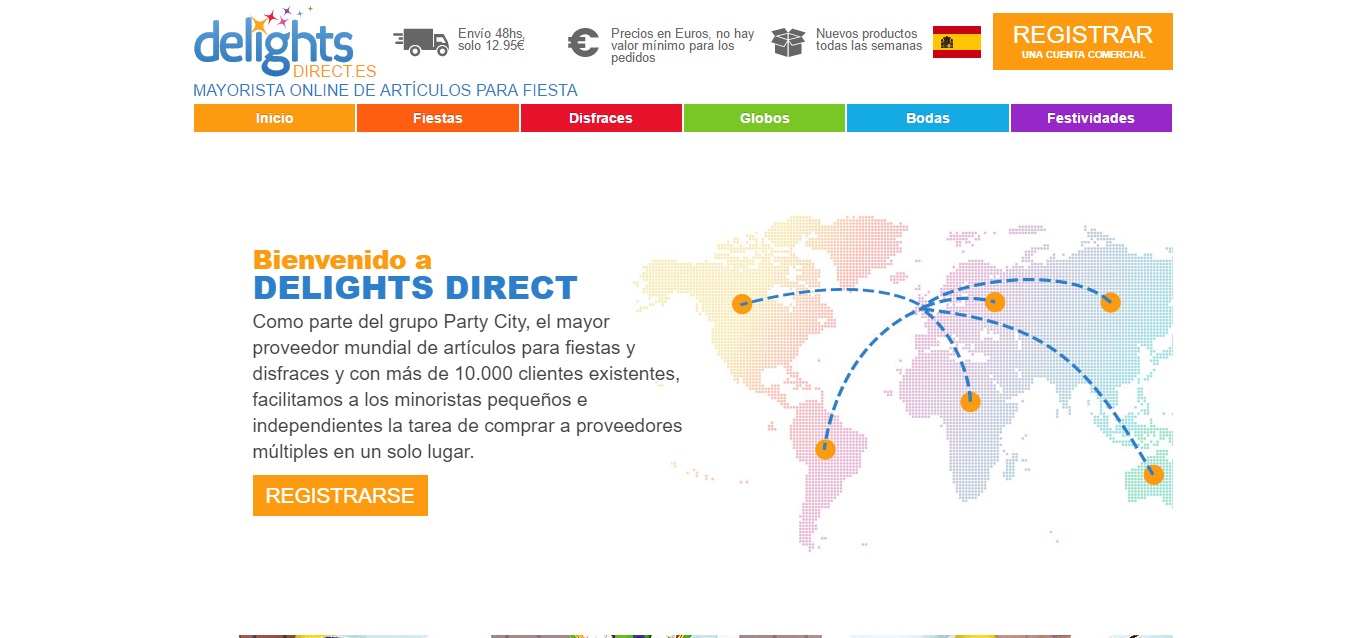 delights
DIRECT.ES
MAYORISTA ONLINE DE ARTÍCULOS PARA FIESTA
Envío 48hs,
solo 12.95€
Precios en Euros, no hay
valor mínimo para los
pedidos
Nuevos productos
todas las semanas
REGISTRAR
UNA CUENTA COMERCIAL
Inicio
Fiestas
Disfraces
Globos
Bodas
Festividades
Bienvenido a
DELIGHTS DIRECT
Como parte del grupo Party City, el mayor
proveedor mundial de artículos para fiestas y
disfraces y con más de 10.000 clientes existentes,
facilitamos a los minoristas pequeños e
independientes la tarea de comprar a proveedores
múltiples en un solo lugar.
REGISTRARSE